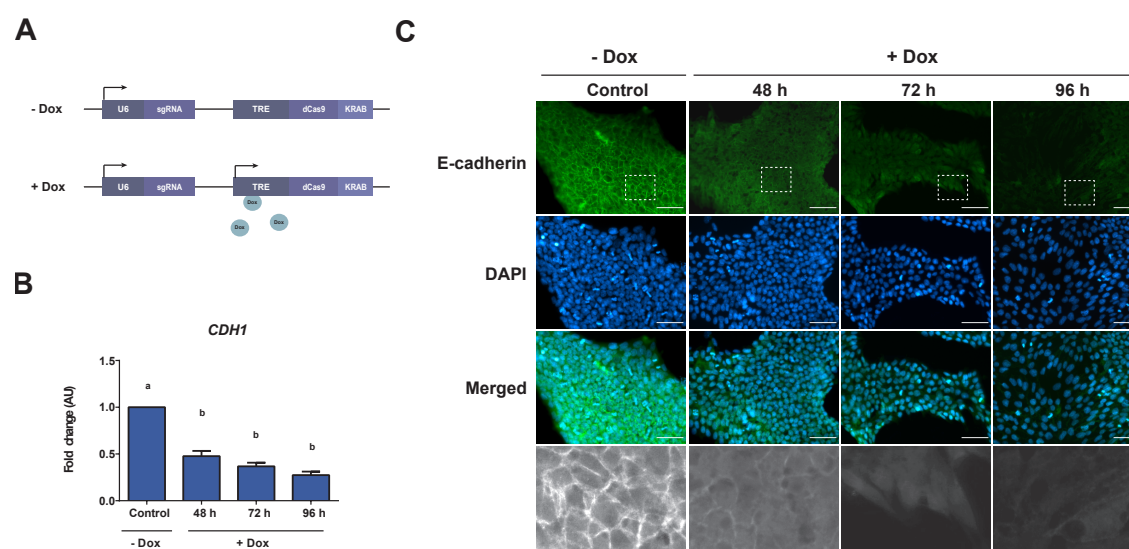 A
- Dox
U6 sgRNA TRE dCas9 KRAB
+ Dox
U6 sgRNA TRE dCas9 KRAB
Dox
Dox
Dox
B
CDH1
Fold change (AU)
1.5
1.0
0.5
0.0
a
b
b
b
Control 48 h 72 h 96 h
- Dox + Dox
C
- Dox + Dox
Control 48 h 72 h 96 h
E-cadherin
DAPI
Merged